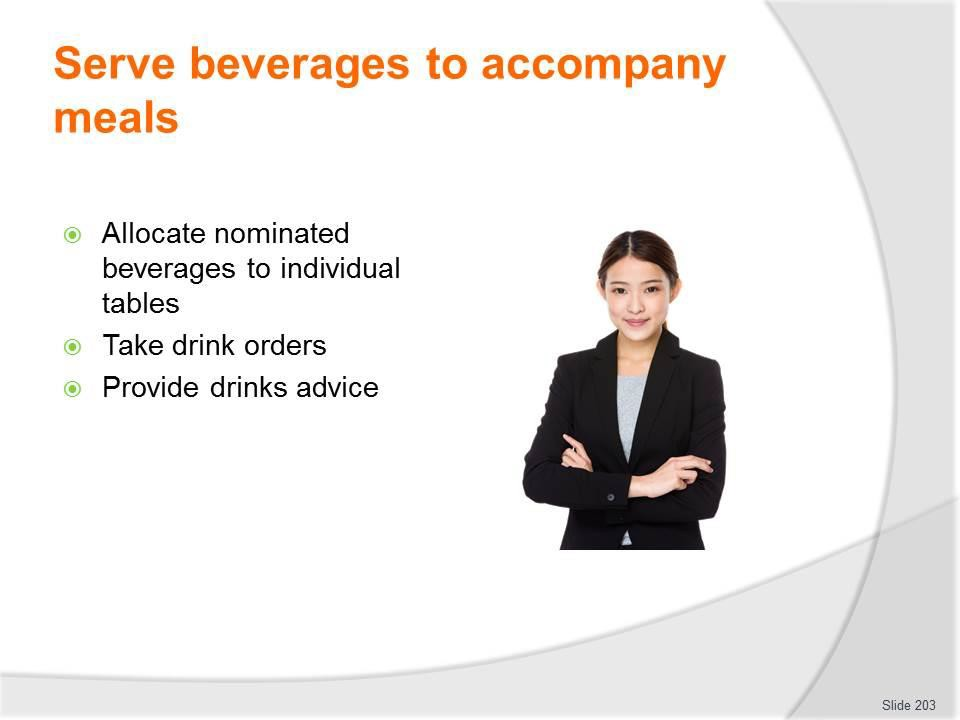 Serve beverages to accompany
meals
Allocate nominated
beverages to individual
tables
Take drink orders
Provide drinks advice
Slide 203